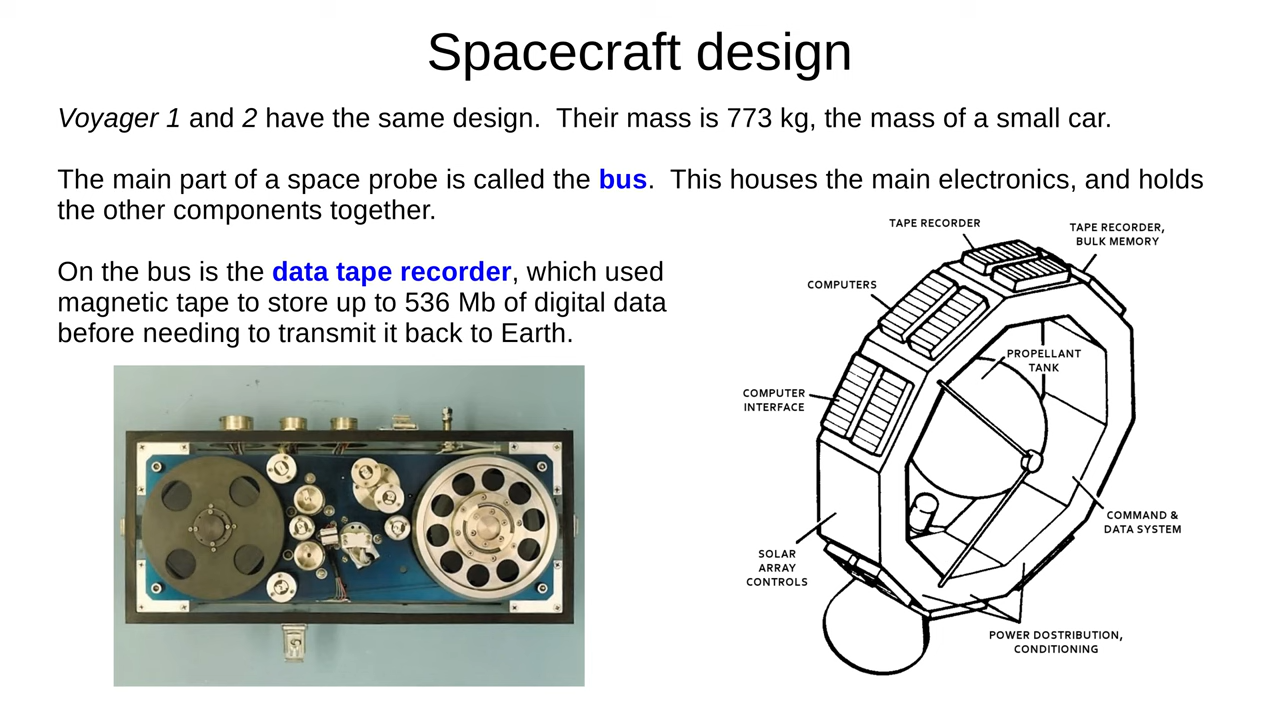 Spacecraft design
Voyager 1 and 2 have the same design.  Their mass is 773 kg, the mass of a small car.
The main part of a space probe is called the bus.  This houses the main electronics, and holds
the other components together.
On the bus is the data tape recorder, which used
magnetic tape to store up to 536 Mb of digital data
before needing to transmit it back to Earth.
TAPE RECORDER
TAPE RECORDER,
BULK MEMORY
COMPUTERS
PROPELLANT
TANK
COMPUTER
INTERFACE
COMMAND &
DATA SYSTEM
SOLAR
ARRAY
CONTROLS
POWER DOSTRIBUTION,
CONDITIONING